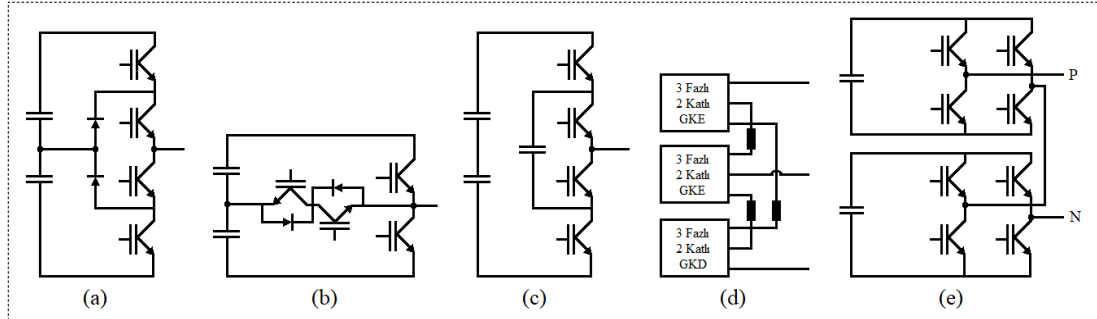 3 Fazlı
2 Katlı
GKE
3 Fazlı
2 Katlı
GKE
3 Fazlı
2 Katlı
GKD
P
N
(a)
(b)
(c)
(d)
(e)